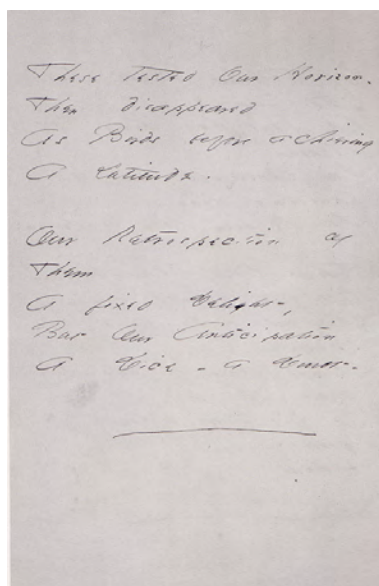 These tested Our Horizon -
Then disappeared
As Birds before achieving
A Latitude.
Our Retrospection of
Them
A fixed Delight,
But our Anticipation
A Dice - a Doubt -